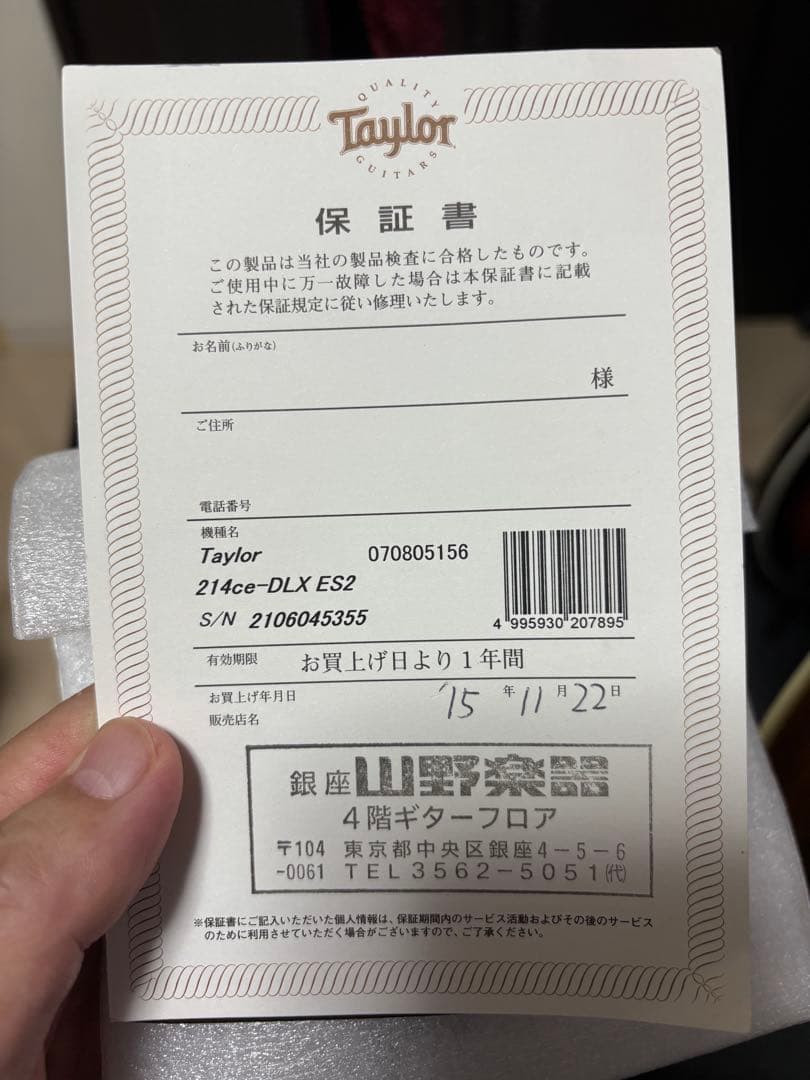 QUALITY
Taylor
GUITARS
保証書
この製品は当社の製品検査に合格したものです。
ご使用中に万一故障した場合は本保証書に記載
された保証規定に従い修理いたします。
お名前(ふりがな)
様
ご住所
電話番号
機種名
Taylor 070805156
214ce-DLX ES2
S/N 2106045355
4 995930 207895
有効期限 お買上げ日より1年間
お買上げ年月日 '15 年 11 月 22 日
販売店名
銀座山野楽器
4階ギターフロア
〒104 東京都中央区銀座4-5-6
-0061 TEL3562-5051(代)
※保証書にご記入いただいた個人情報は、保証期間内のサービス活動およびその後のサービス
のために利用させていただく場合がございますので、ご了承ください。